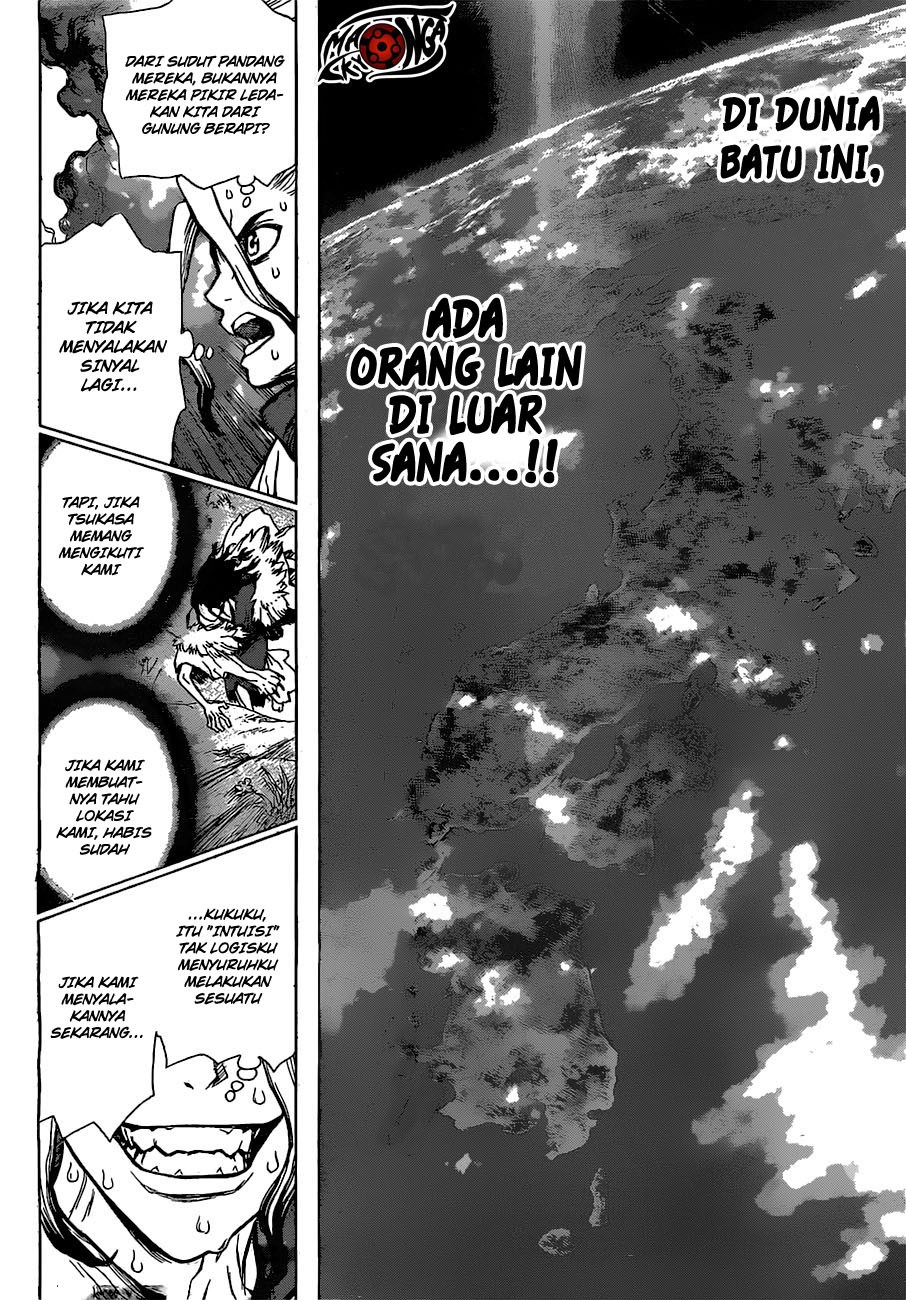 MANGA
CKY
DI DUNIA
BATU INI,
ADA
ORANG LAIN
DI LUAR
SANA...!!
DARI SUDUT PANDANG
MEREKA, BUKANNYA
MEREKA PIKIR LEDA-
KAN KITA DARI
GUNUNG BERAPI?
JIKA KITA
TIDAK
MENYALAKAN
SINYAL
LAGI...
TAPI, JIKA
TSUKASA
MEMANG
MENGIKUTI
KAMI
JIKA KAMI
MEMBUAT-
NYA TAHU
LOKASI
KAMI, HABIS
SUDAH
...KUKUKU,
ITU "INTUISI"
TAK LOGISKU
MENYURUHKU
MELAKUKAN
SESUATU
JIKA KAMI
MENYALA-
KANNYA
SEKARANG...